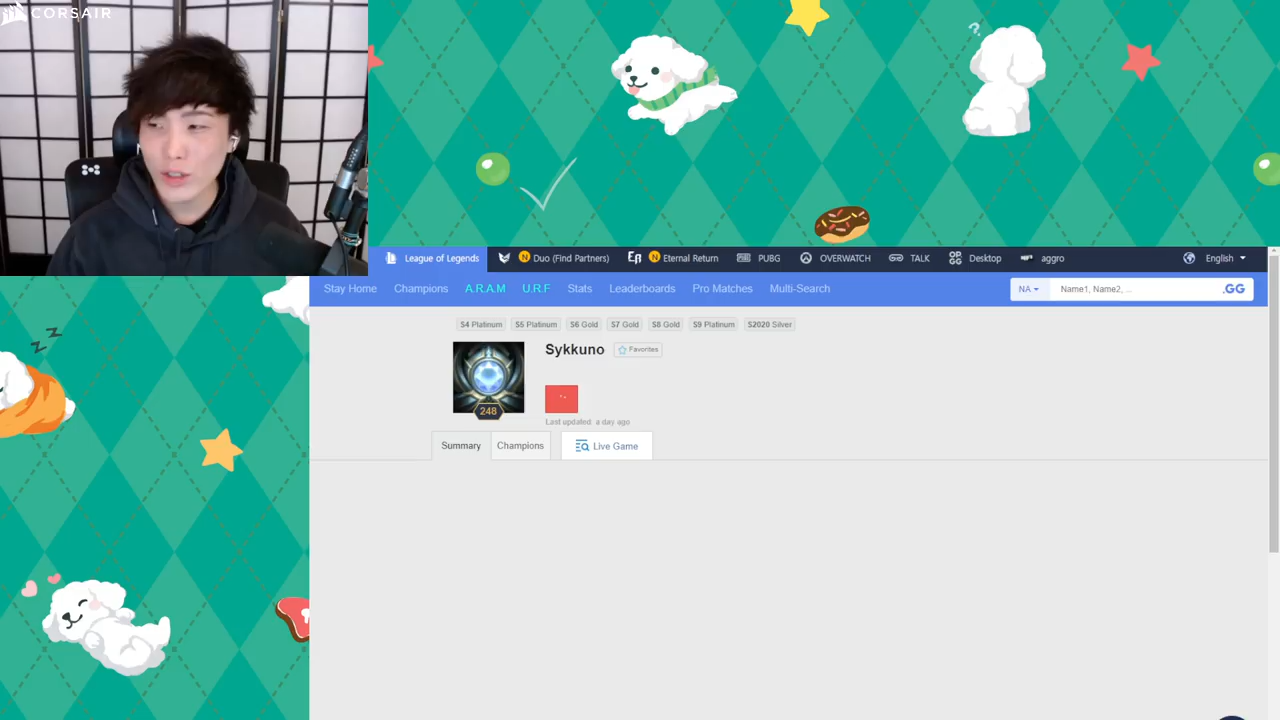 CORSAIR
League of Legends
N Duo (Find Partners)
N Eternal Return
PUBG
OVERWATCH
TALK
OP.GG Desktop
aggro
English
Stay Home
Champions
A.R.A.M
U.R.F
Stats
Leaderboards
Pro Matches
Multi-Search
NA
Name1, Name2, ...
.GG
S4 Platinum
S5 Platinum
S6 Gold
S7 Gold
S8 Gold
S9 Platinum
S2020 Silver
Sykkuno
Favorites
248
Last updated: a day ago
Summary
Champions
Live Game
?
z z z